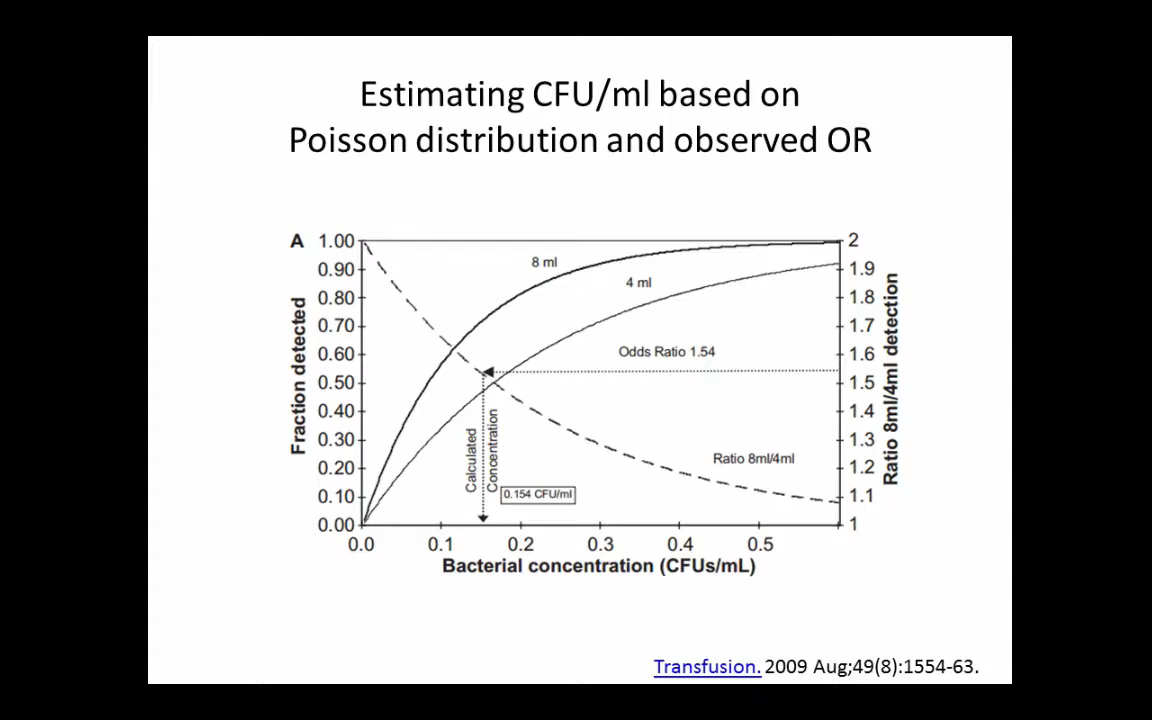 Estimating CFU/ml based on
Poisson distribution and observed OR
A
1.00
0.90
0.80
0.70
0.60
0.50
0.40
0.30
0.20
0.10
0.00
Fraction detected
8 ml
4 ml
Odds Ratio 1.54
Ratio 8ml/4ml
Calculated
Concentration
0.154 CFU/ml
2
1.9
1.8
1.7
1.6
1.5
1.4
1.3
1.2
1.1
1
Ratio 8ml/4ml detection
0.0 0.1 0.2 0.3 0.4 0.5
Bacterial concentration (CFUs/mL)
Transfusion. 2009 Aug;49(8):1554-63.